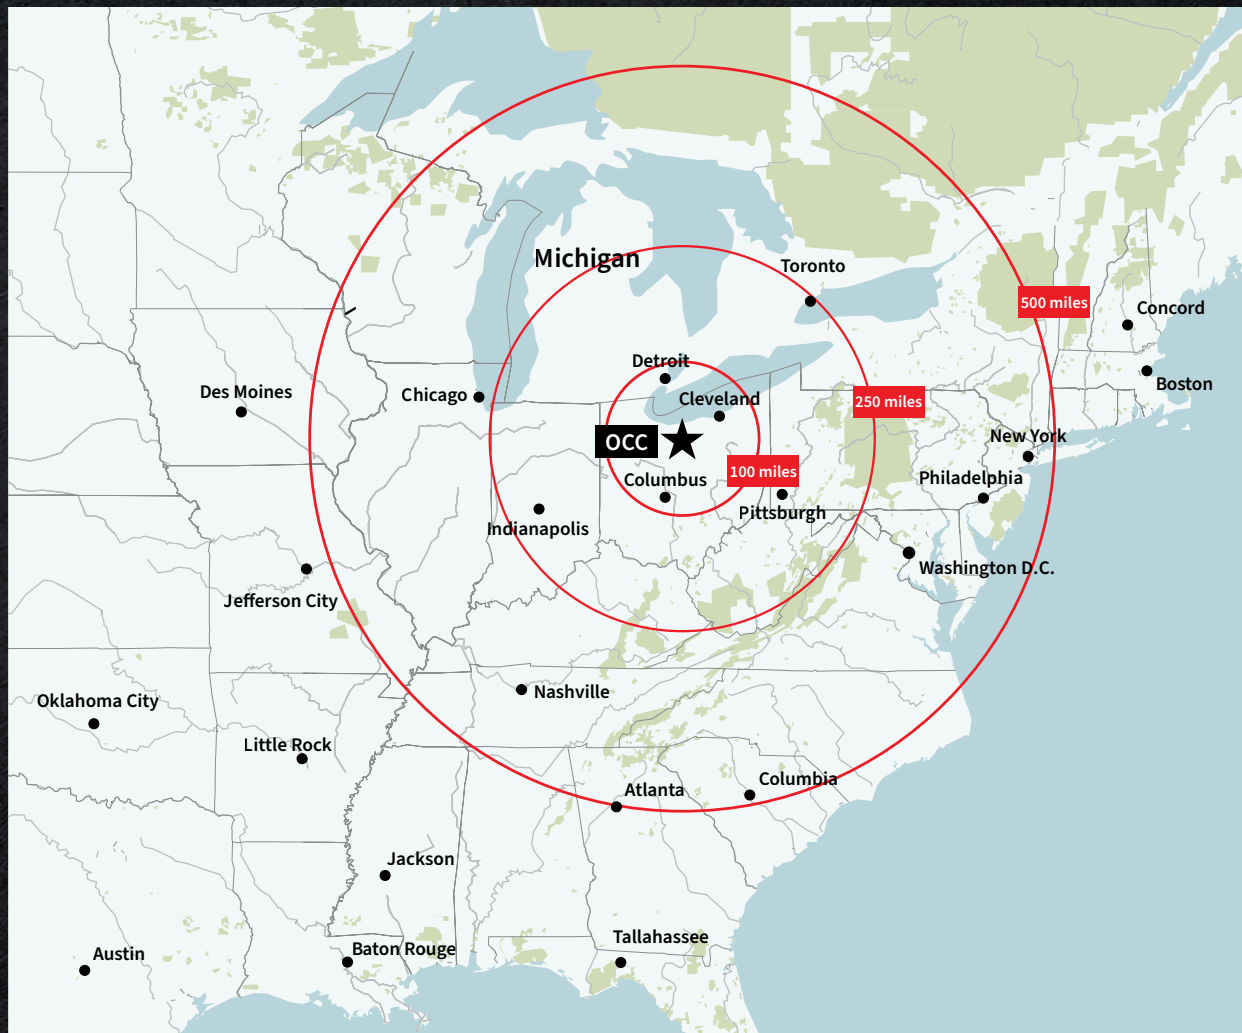 Michigan
Toronto
500 miles
Concord
Detroit
Boston
Des Moines
Chicago
Cleveland
250 miles
New York
OCC
100 miles
Columbus
Philadelphia
Pittsburgh
Indianapolis
Washington D.C.
Jefferson City
Nashville
Oklahoma City
Little Rock
Columbia
Atlanta
Jackson
Tallahassee
Baton Rouge
Austin